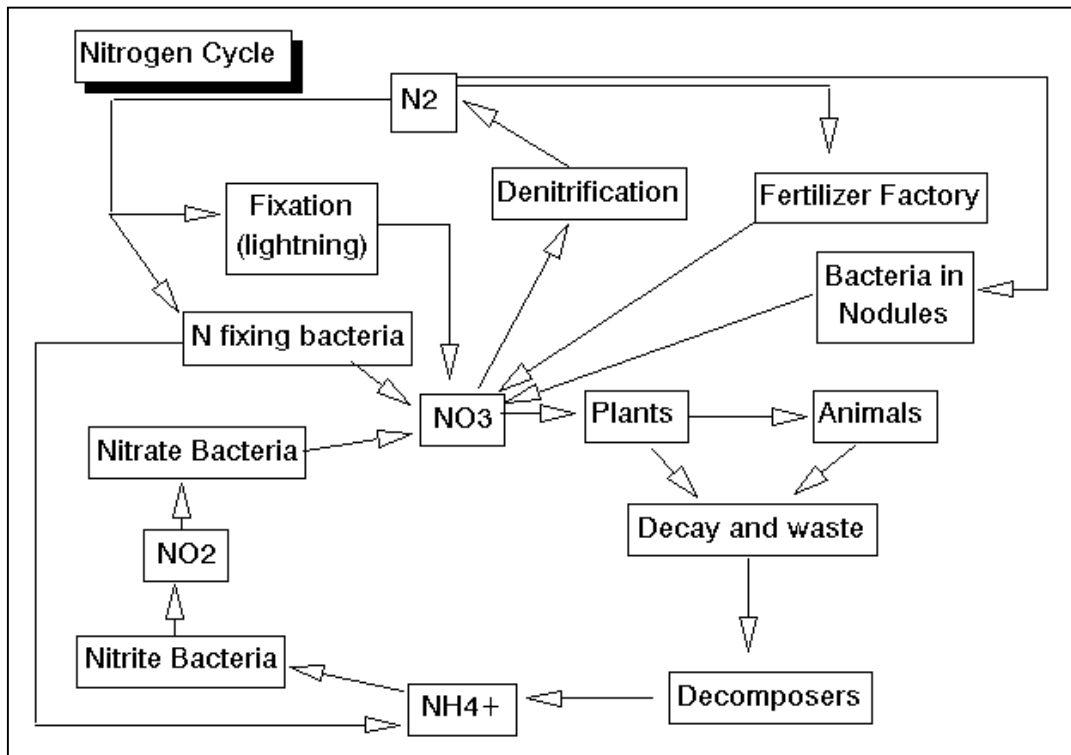 Nitrogen Cycle
N2
Denitrification
Fertilizer Factory
Fixation
(lightning)
Bacteria in
Nodules
N fixing bacteria
NO3
Plants
Animals
Nitrate Bacteria
Decay and waste
NO2
Nitrite Bacteria
Decomposers
NH4+